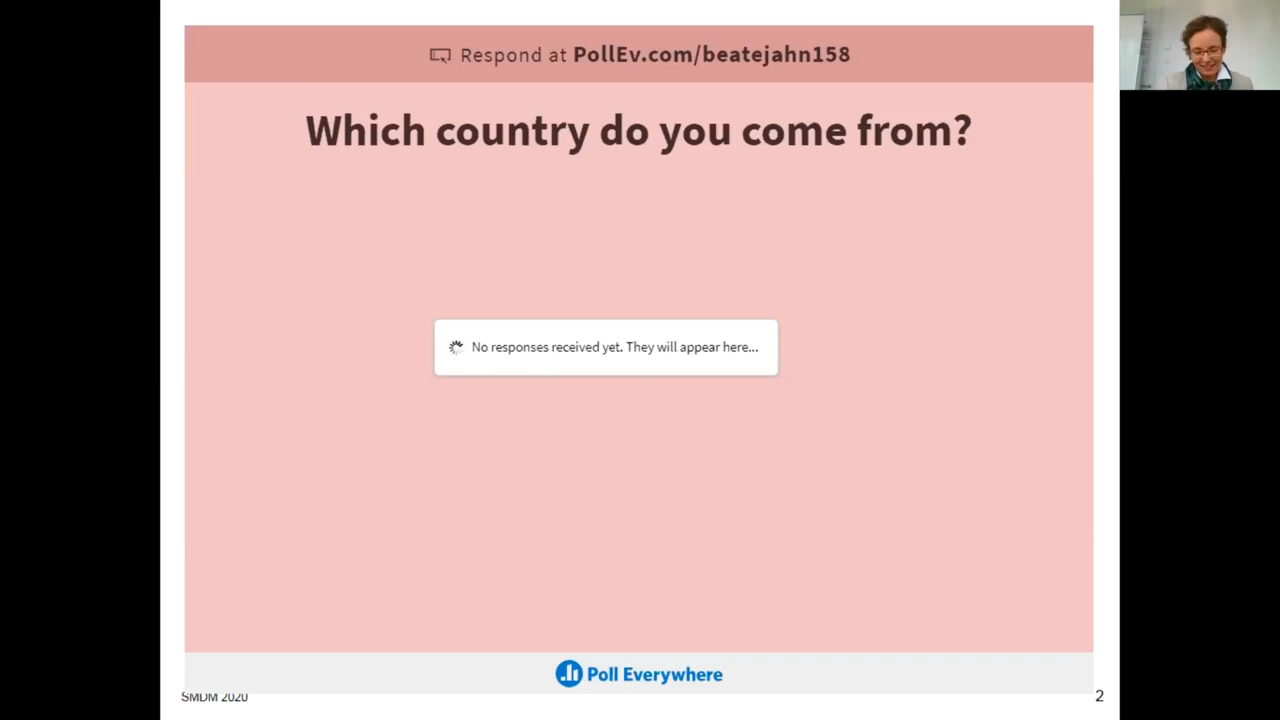 Respond at PollEv.com/beatejahn158
Which country do you come from?
No responses received yet. They will appear here...
Poll Everywhere
SMDM 2020
2